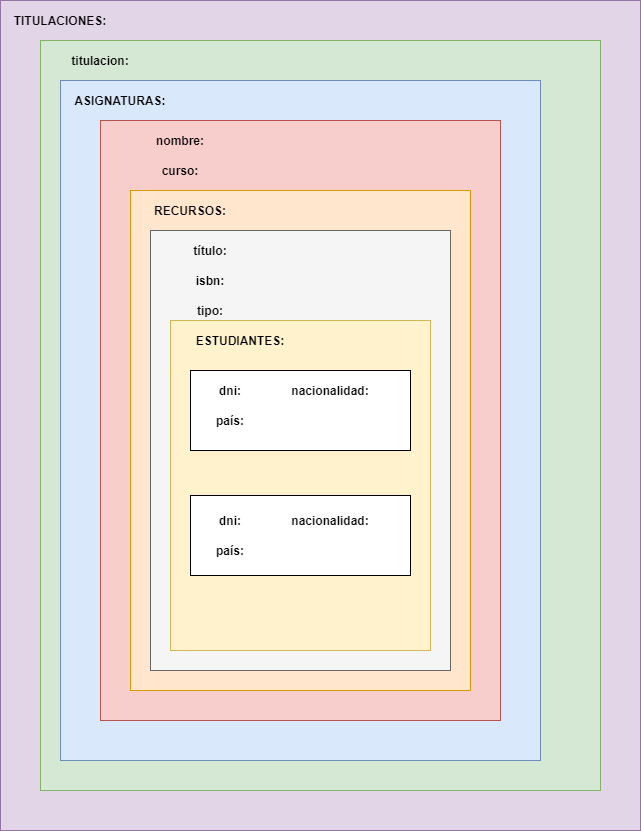 TITULACIONES:
titulacion:
ASIGNATURAS:
nombre:
curso:
RECURSOS:
título:
isbn:
tipo:
ESTUDIANTES:
dni: nacionalidad:
país:
dni: nacionalidad:
país: